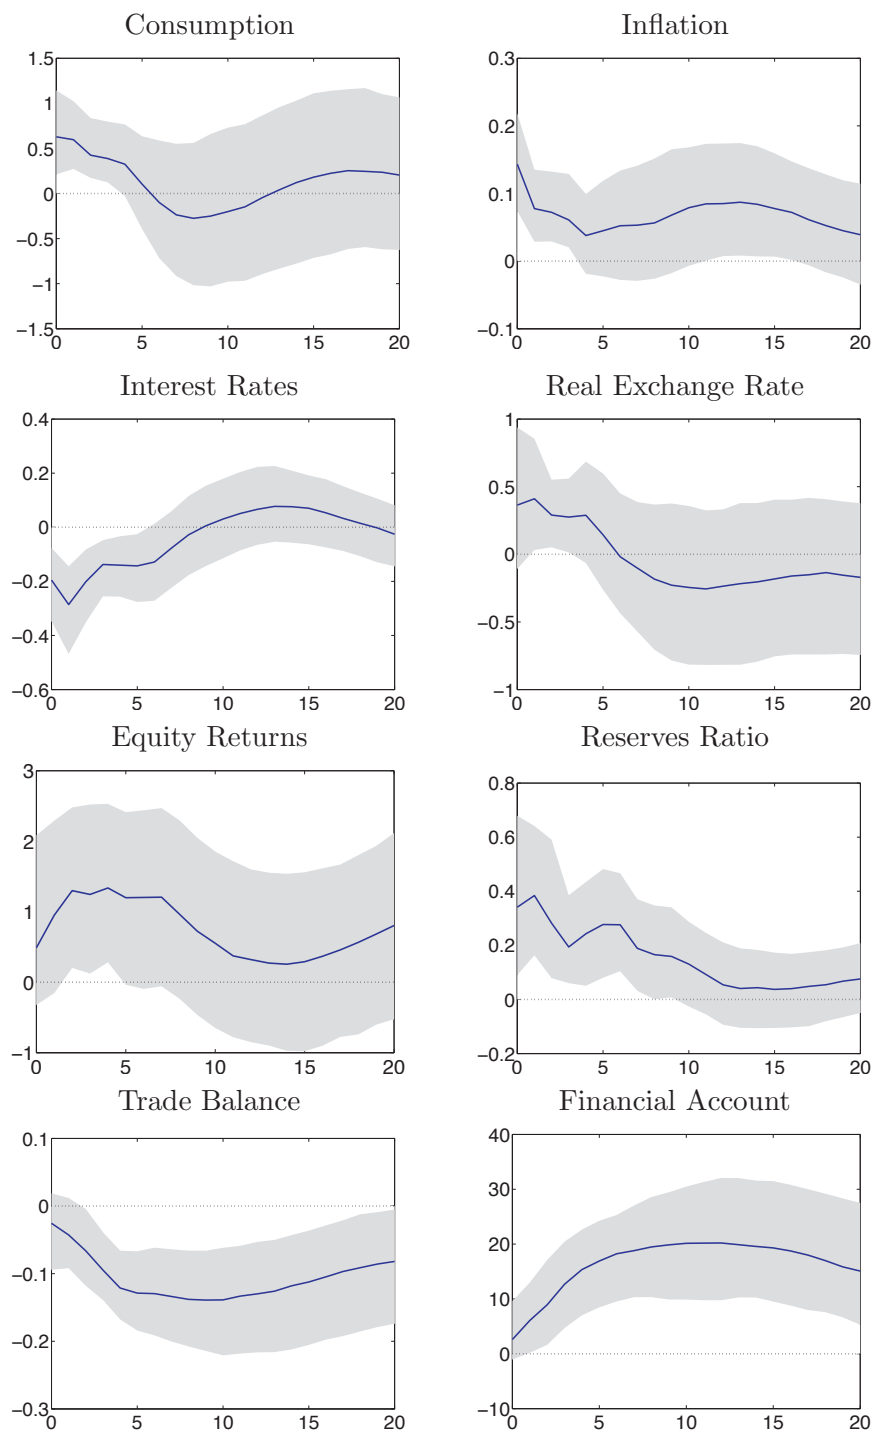 Consumption
1.5
1
0.5
0
−0.5
−1
−1.5
0 5 10 15 20
Inflation
0.3
0.2
0.1
0
−0.1
0 5 10 15 20
Interest Rates
0.4
0.2
0
−0.2
−0.4
−0.6
0 5 10 15 20
Real Exchange Rate
1
0.5
0
−0.5
−1
0 5 10 15 20
Equity Returns
3
2
1
0
−1
0 5 10 15 20
Reserves Ratio
0.8
0.6
0.4
0.2
0
−0.2
0 5 10 15 20
Trade Balance
0.1
0
−0.1
−0.2
−0.3
0 5 10 15 20
Financial Account
40
30
20
10
0
−10
0 5 10 15 20